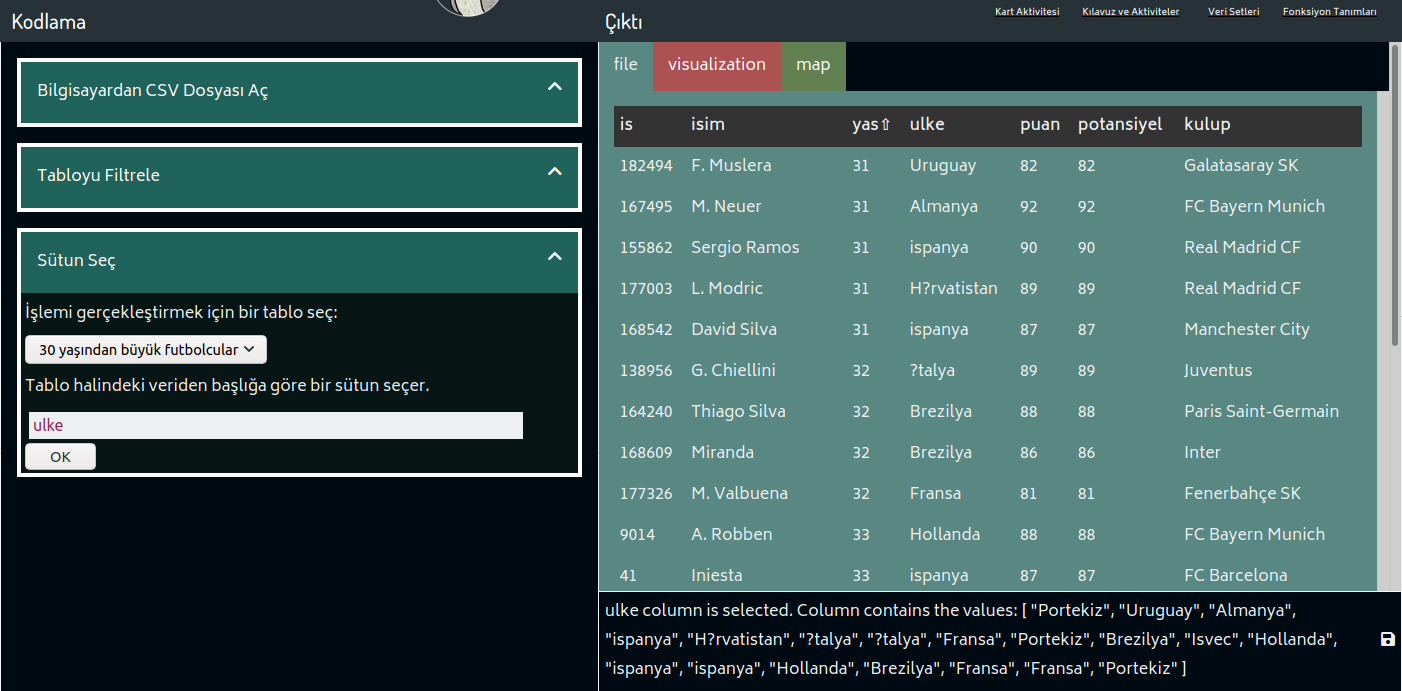 Kodlama
Bilgisayardan CSV Dosyası Aç
Tabloyu Filtrele
Sütun Seç
İşlemi gerçekleştirmek için bir tablo seç:
30 yaşından büyük futbolcular
Tablo halindeki veriden başlığa göre bir sütun seçer.
ulke
OK
Çıktı
Kart Aktivitesi Kılavuz ve Aktiviteler Veri Setleri Fonksiyon Tanımları
file visualization map
is isim yas⇧ ulke puan potansiyel kulup
182494 F. Muslera 31 Uruguay 82 82 Galatasaray SK
167495 M. Neuer 31 Almanya 92 92 FC Bayern Munich
155862 Sergio Ramos 31 ispanya 90 90 Real Madrid CF
177003 L. Modric 31 H?rvatistan 89 89 Real Madrid CF
168542 David Silva 31 ispanya 87 87 Manchester City
138956 G. Chiellini 32 ?talya 89 89 Juventus
164240 Thiago Silva 32 Brezilya 88 88 Paris Saint-Germain
168609 Miranda 32 Brezilya 86 86 Inter
177326 M. Valbuena 32 Fransa 81 81 Fenerbahçe SK
9014 A. Robben 33 Hollanda 88 88 FC Bayern Munich
41 Iniesta 33 ispanya 87 87 FC Barcelona
ulke column is selected. Column contains the values: [ "Portekiz", "Uruguay", "Almanya",
"ispanya", "H?rvatistan", "?talya", "?talya", "Fransa", "Portekiz", "Brezilya", "Isvec", "Hollanda",
"ispanya", "ispanya", "Hollanda", "Brezilya", "Fransa", "Fransa", "Portekiz" ]